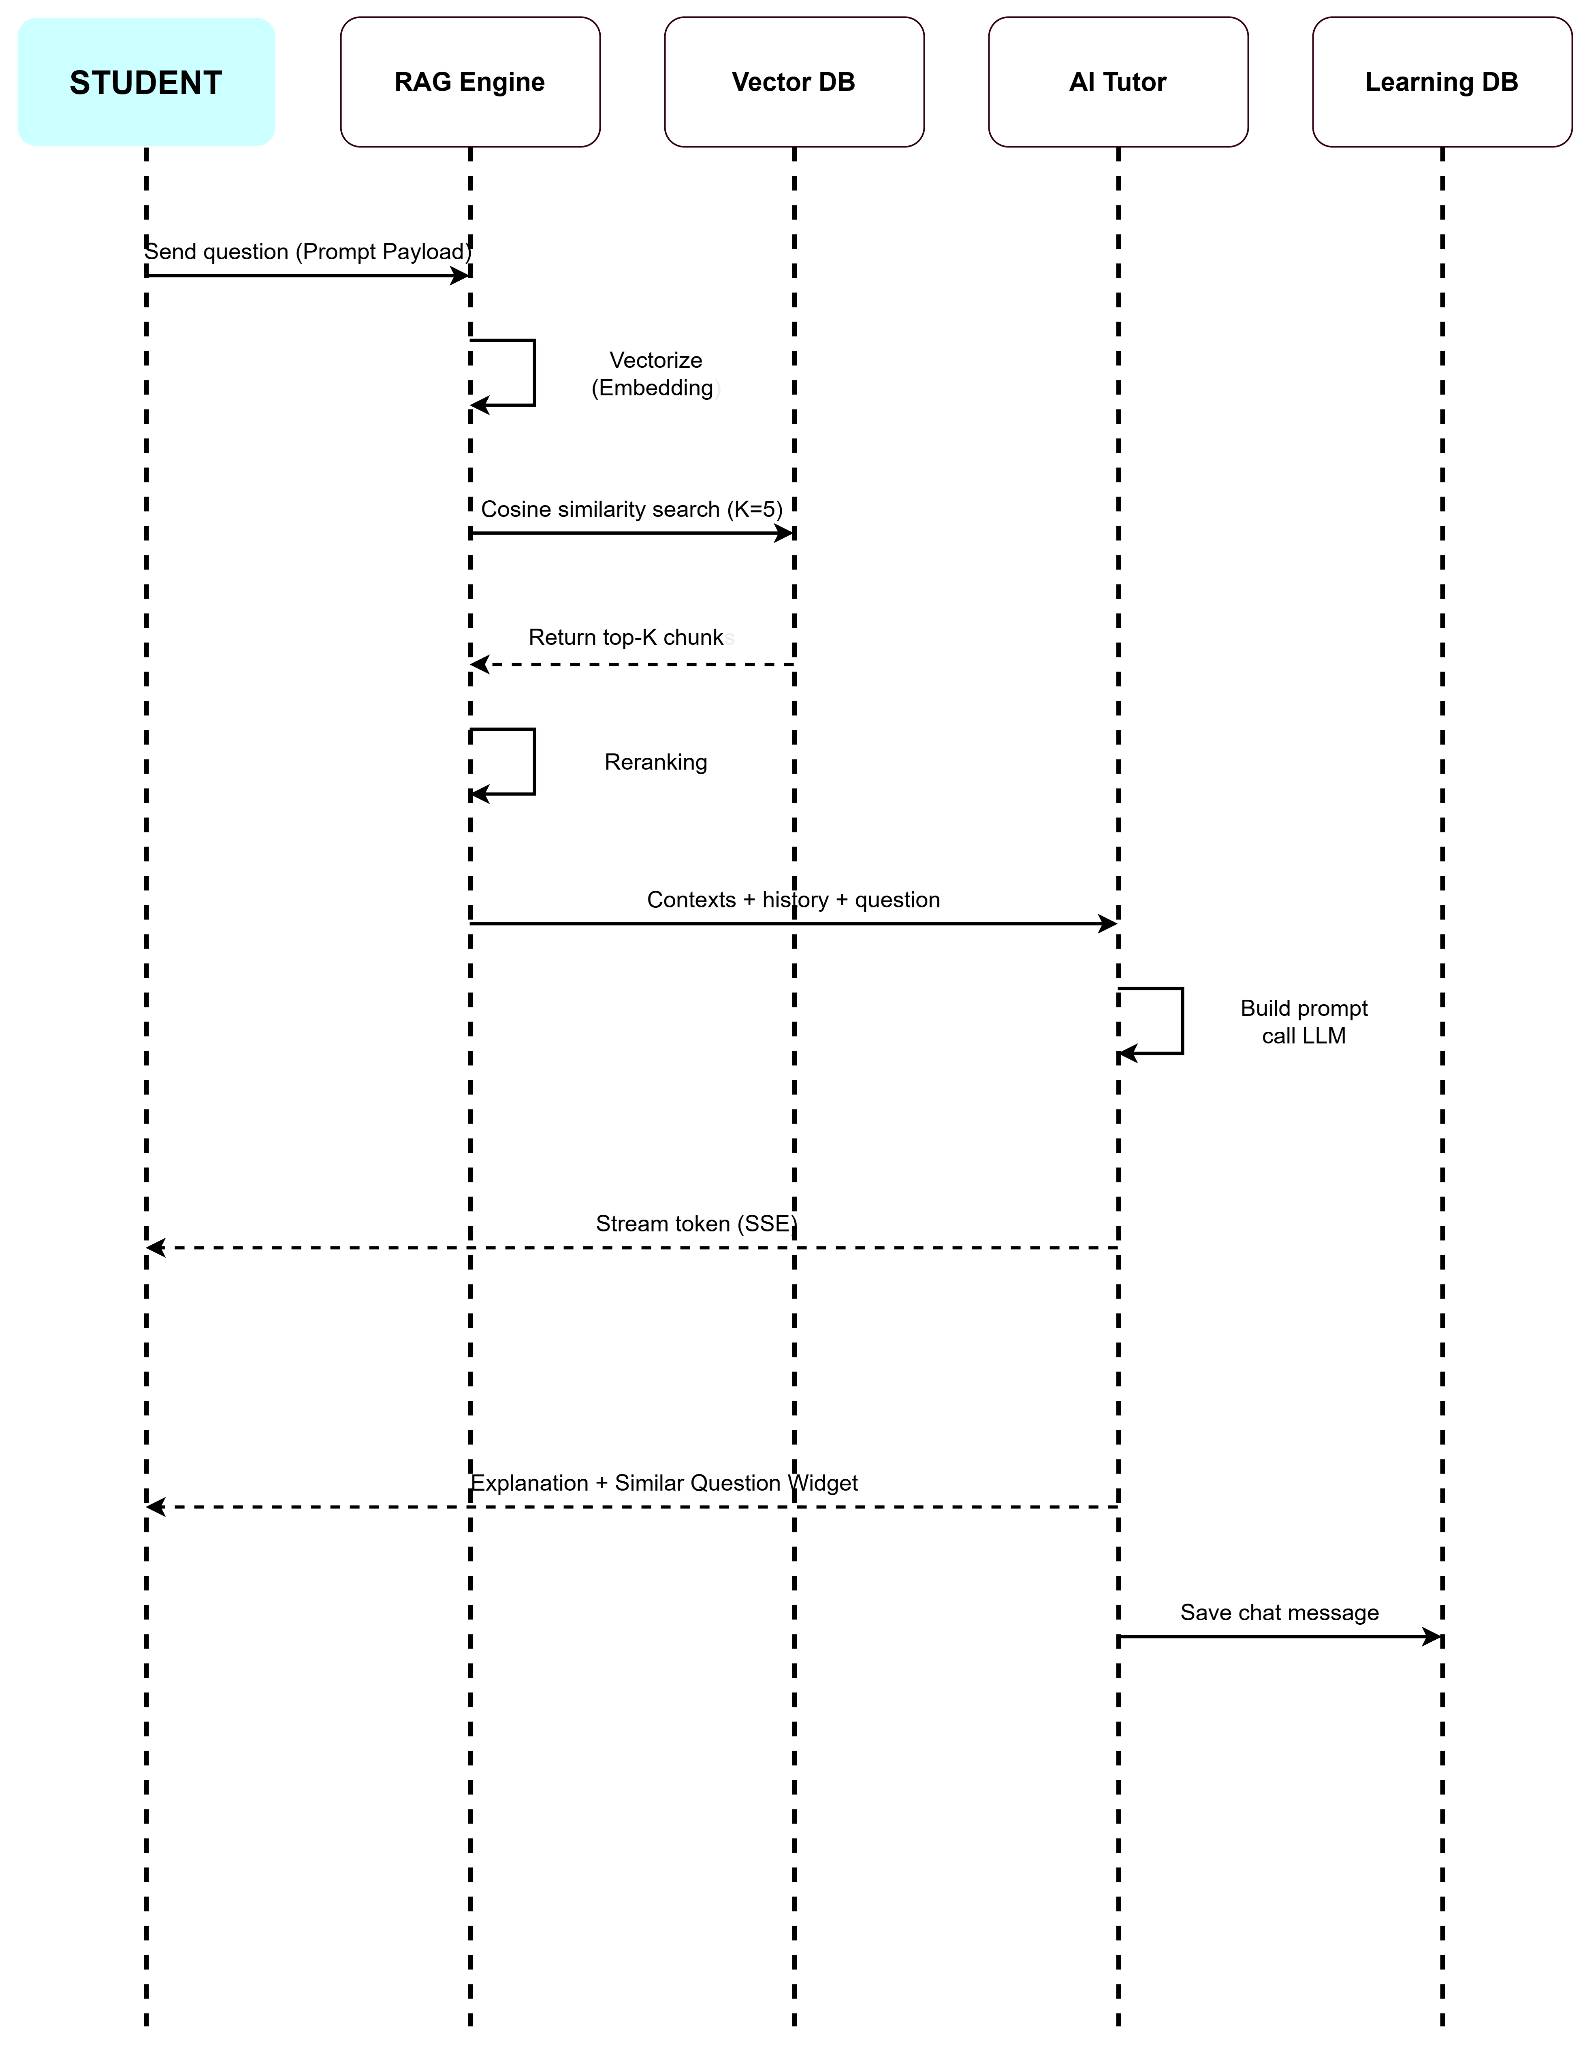 STUDENT
RAG Engine
Vector DB
AI Tutor
Learning DB
Send question (Prompt Payload)
Vectorize
(Embedding)
Cosine similarity search (K=5)
Return top-K chunks
Reranking
Contexts + history + question
Build prompt
call LLM
Stream token (SSE)
Explanation + Similar Question Widget
Save chat message